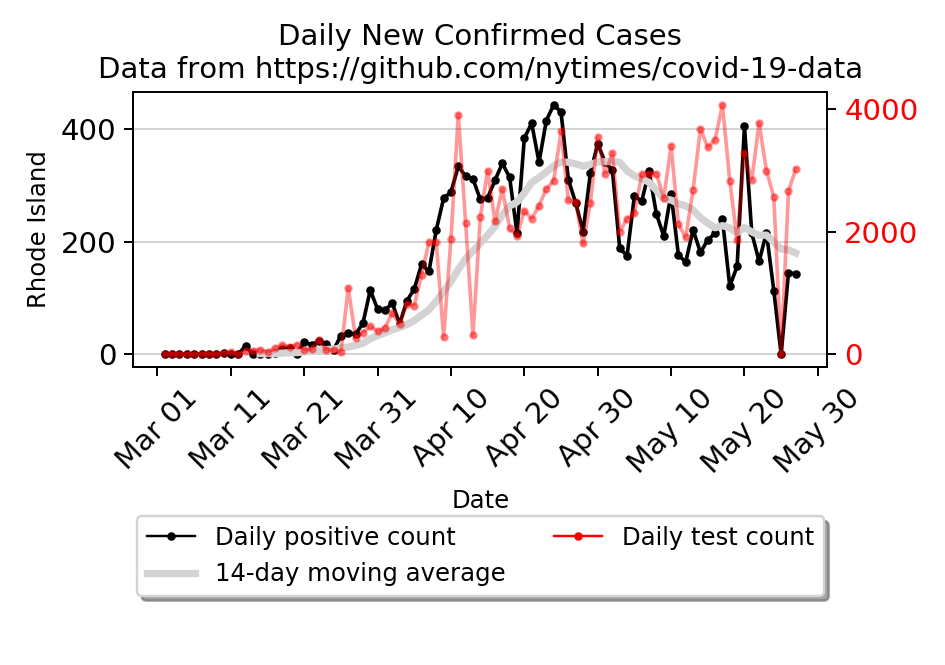 Daily New Confirmed Cases
Data from https://github.com/nytimes/covid-19-data
Rhode Island
400
200
0
4000
2000
0
Mar 01
Mar 11
Mar 21
Mar 31
Apr 10
Apr 20
Apr 30
May 10
May 20
May 30
Date
Daily positive count
14-day moving average
Daily test count